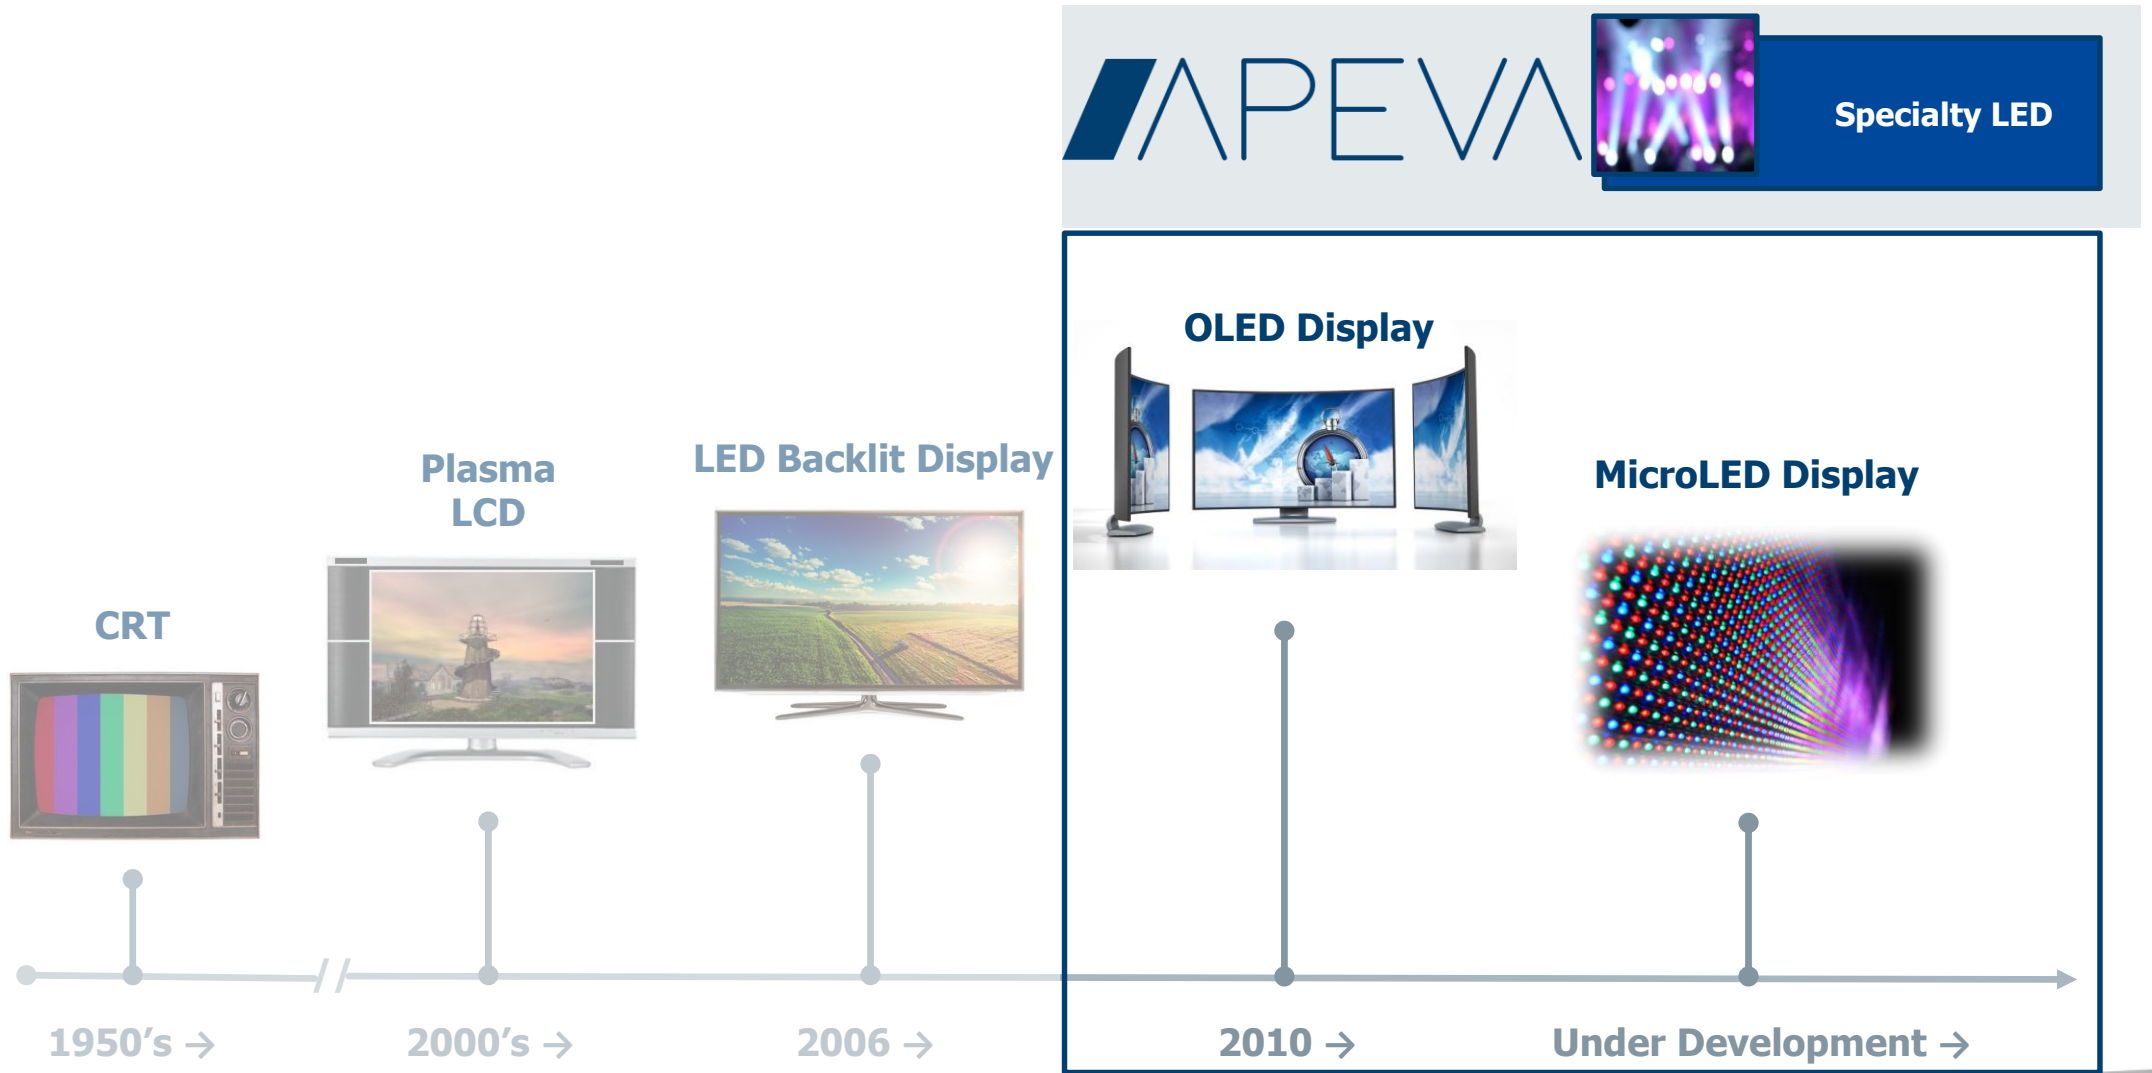 APEVA
Specialty LED
OLED Display
LED Backlit Display
MicroLED Display
Plasma
LCD
CRT
1950’s →
2000’s →
2006 →
2010 →
Under Development →